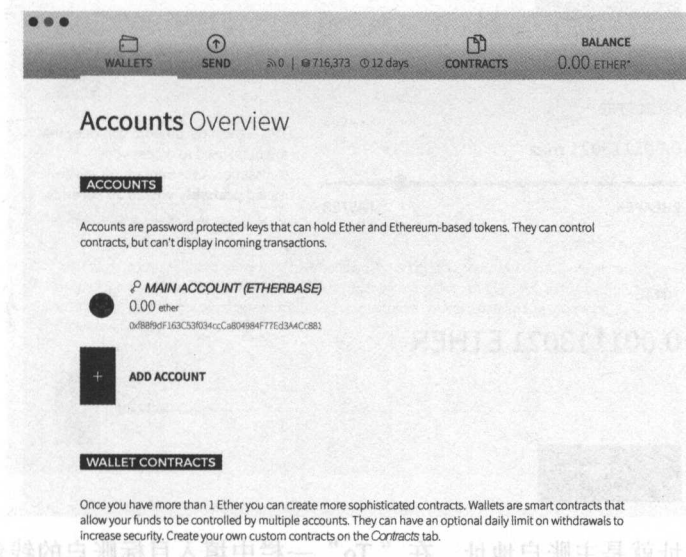 BALANCE
WALLETS SEND 0 | 716,373 12 days CONTRACTS 0.00 ETHER*
Accounts Overview
ACCOUNTS
Accounts are password protected keys that can hold Ether and Ethereum-based tokens. They can control
contracts, but can't display incoming transactions.
MAIN ACCOUNT (ETHERBASE)
0.00 ether
0xf88f9dF163C53f034ccCa804984F77Ed3A4Cc881
+ ADD ACCOUNT
WALLET CONTRACTS
Once you have more than 1 Ether you can create more sophisticated contracts. Wallets are smart contracts that
allow your funds to be controlled by multiple accounts. They can have an optional daily limit on withdrawals to
increase security. Create your own custom contracts on the Contracts tab.